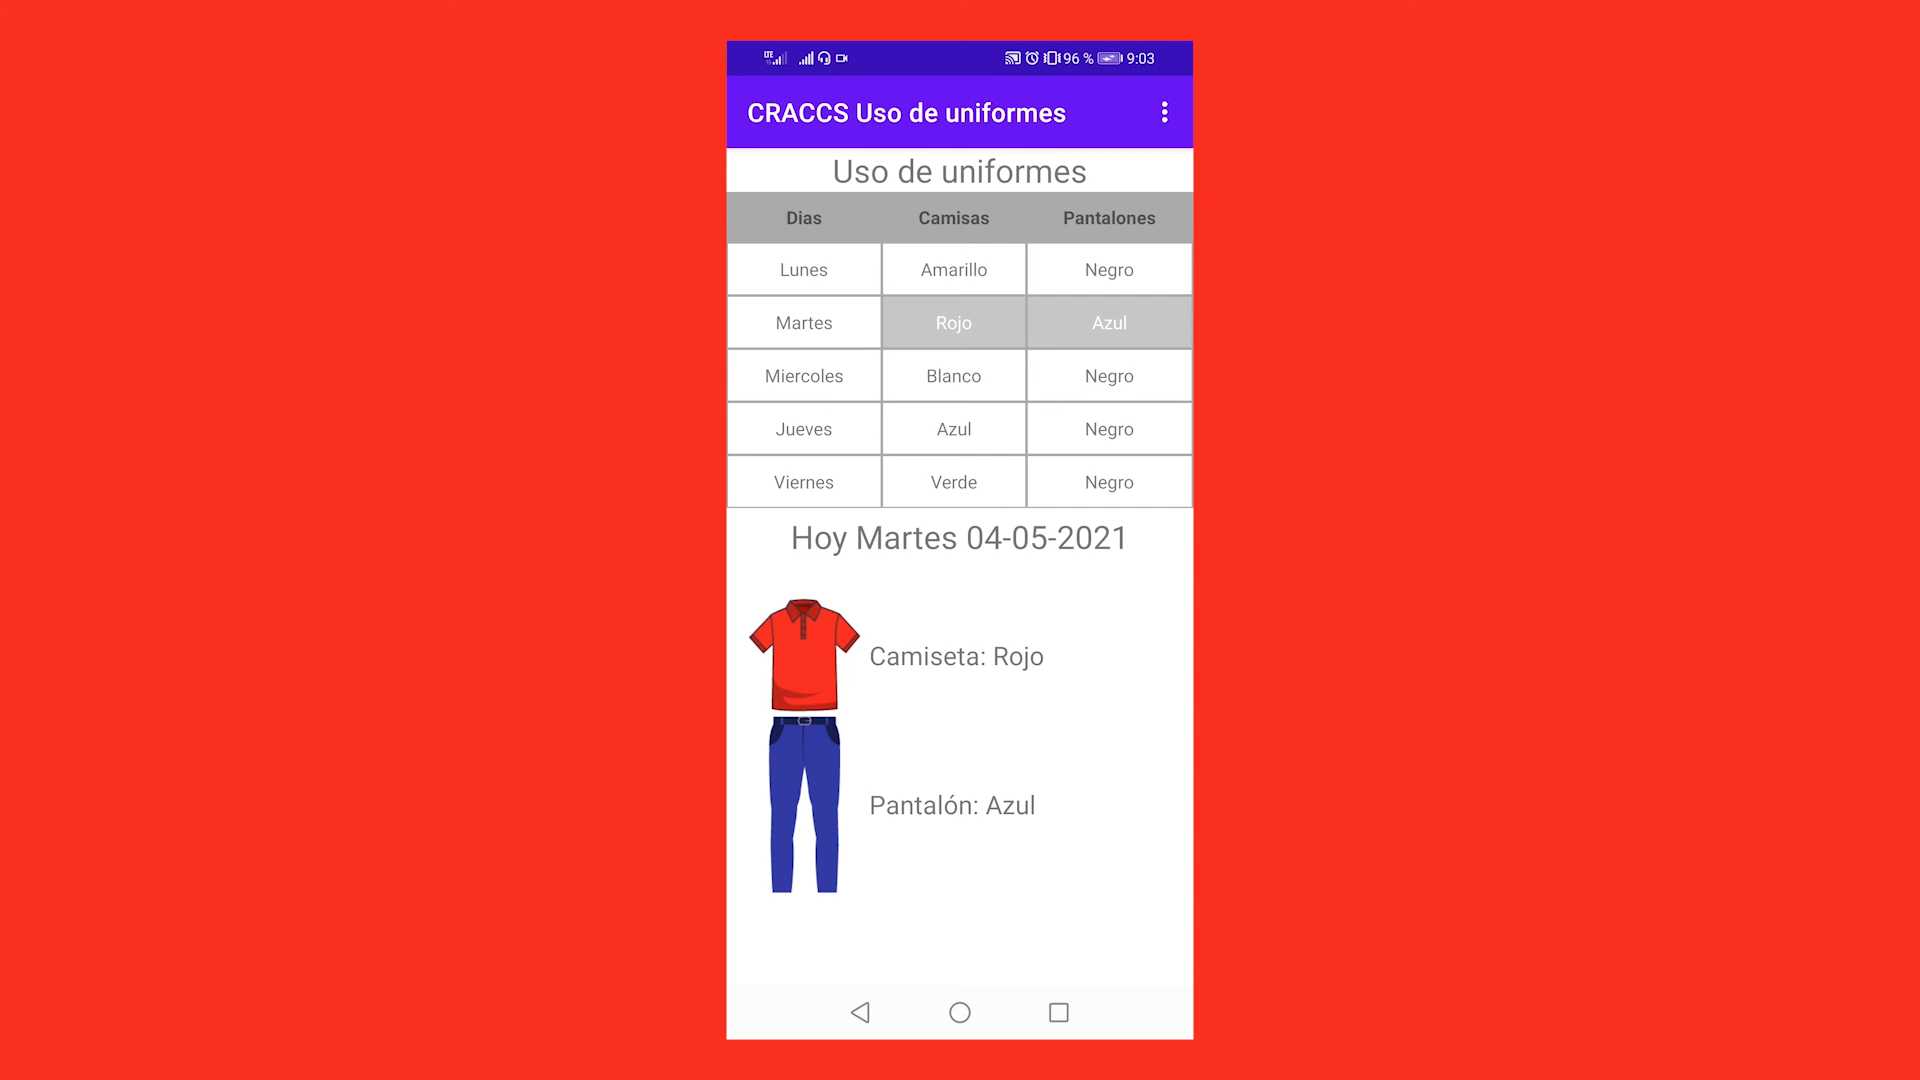 LTE 96 % 9:03
CRACCS Uso de uniformes
Uso de uniformes
Dias Camisas Pantalones
Lunes Amarillo Negro
Martes Rojo Azul
Miercoles Blanco Negro
Jueves Azul Negro
Viernes Verde Negro
Hoy Martes 04-05-2021
Camiseta: Rojo
Pantalón: Azul